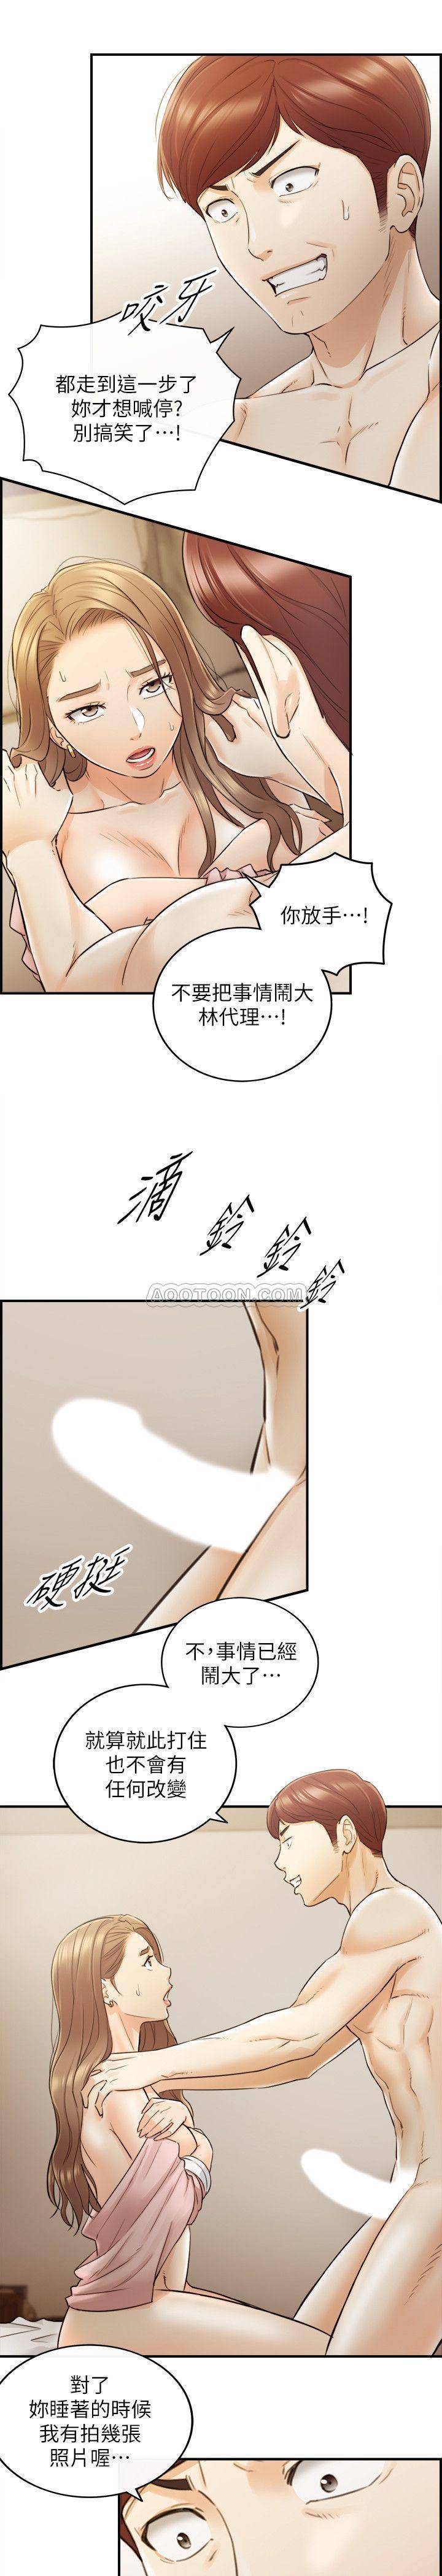 咬牙
都走到這一步了
妳才想喊停?
別搞笑了…!
你放手…!
不要把事情鬧大
林代理…!
滴鈴鈴鈴
AOOTOON.COM
硬挺
不,事情已經
鬧大了…
就算就此打住
也不會有
任何改變
對了
妳睡著的時候
我有拍幾張
照片喔…